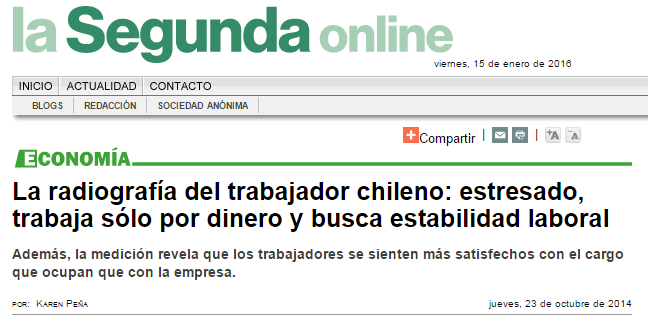 la Segunda online
viernes, 15 de enero de 2016
INICIO ACTUALIDAD CONTACTO
BLOGS REDACCIÓN SOCIEDAD ANÓNIMA
Compartir | | +A -A
ECONOMÍA
La radiografía del trabajador chileno: estresado,
trabaja sólo por dinero y busca estabilidad laboral
Además, la medición revela que los trabajadores se sienten más satisfechos con el cargo
que ocupan que con la empresa.
POR: KAREN PEÑA jueves, 23 de octubre de 2014